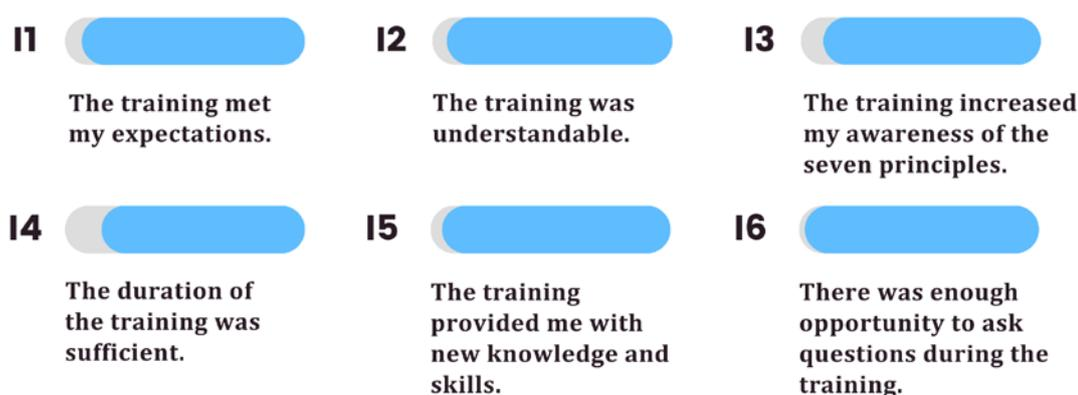 I1
The training met
my expectations.
I2
The training was
understandable.
I3
The training increased
my awareness of the
seven principles.
I4
The duration of
the training was
sufficient.
I5
The training
provided me with
new knowledge and
skills.
I6
There was enough
opportunity to ask
questions during the
training.